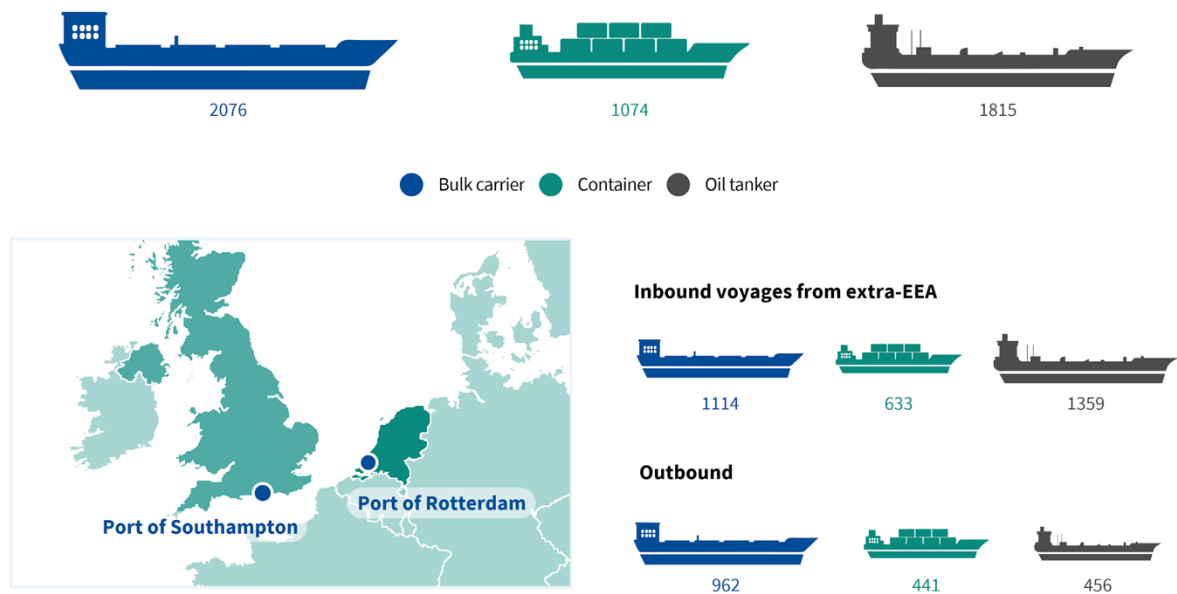 2076
1074
1815
Bulk carrier
Container
Oil tanker
Port of Southampton
Port of Rotterdam
Inbound voyages from extra-EEA
1114
633
1359
Outbound
962
441
456